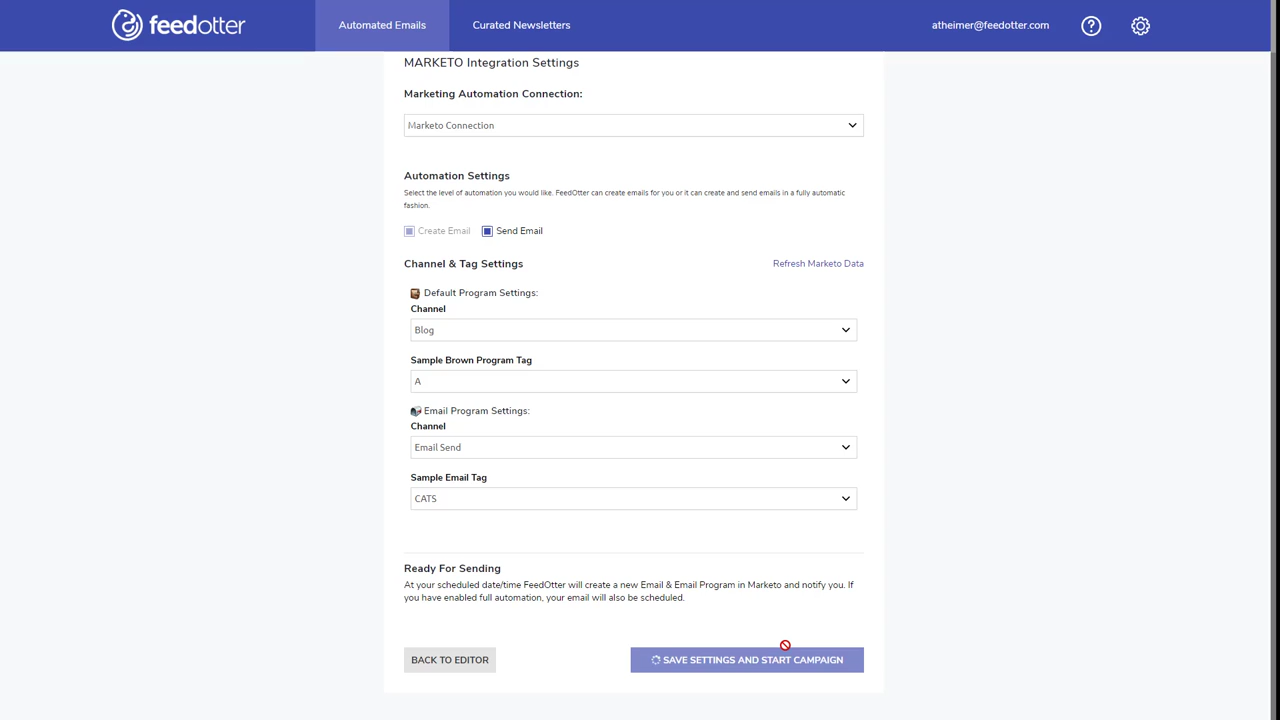 feedotter
Automated Emails
Curated Newsletters
atheimer@feedotter.com
?
MARKETO Integration Settings
Marketing Automation Connection:
Marketo Connection
Automation Settings
Select the level of automation you would like. FeedOtter can create emails for you or it can create and send emails in a fully automatic
fashion.
Create Email
Send Email
Channel & Tag Settings
Refresh Marketo Data
Default Program Settings:
Channel
Blog
Sample Brown Program Tag
A
Email Program Settings:
Channel
Email Send
Sample Email Tag
CATS
Ready For Sending
At your scheduled date/time FeedOtter will create a new Email & Email Program in Marketo and notify you. If
you have enabled full automation, your email will also be scheduled.
BACK TO EDITOR
SAVE SETTINGS AND START CAMPAIGN